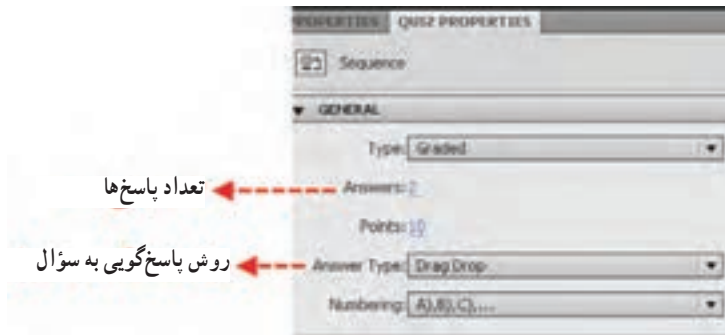 PROPERTIES QUIZ PROPERTIES
Sequence
GENERAL
Type: Graded
تعداد پاسخ‌ها
Answers: 2
Points: 10
روش پاسخ‌گویی به سؤال
Answer Type: Drag Drop
Numbering: A),B),C),....